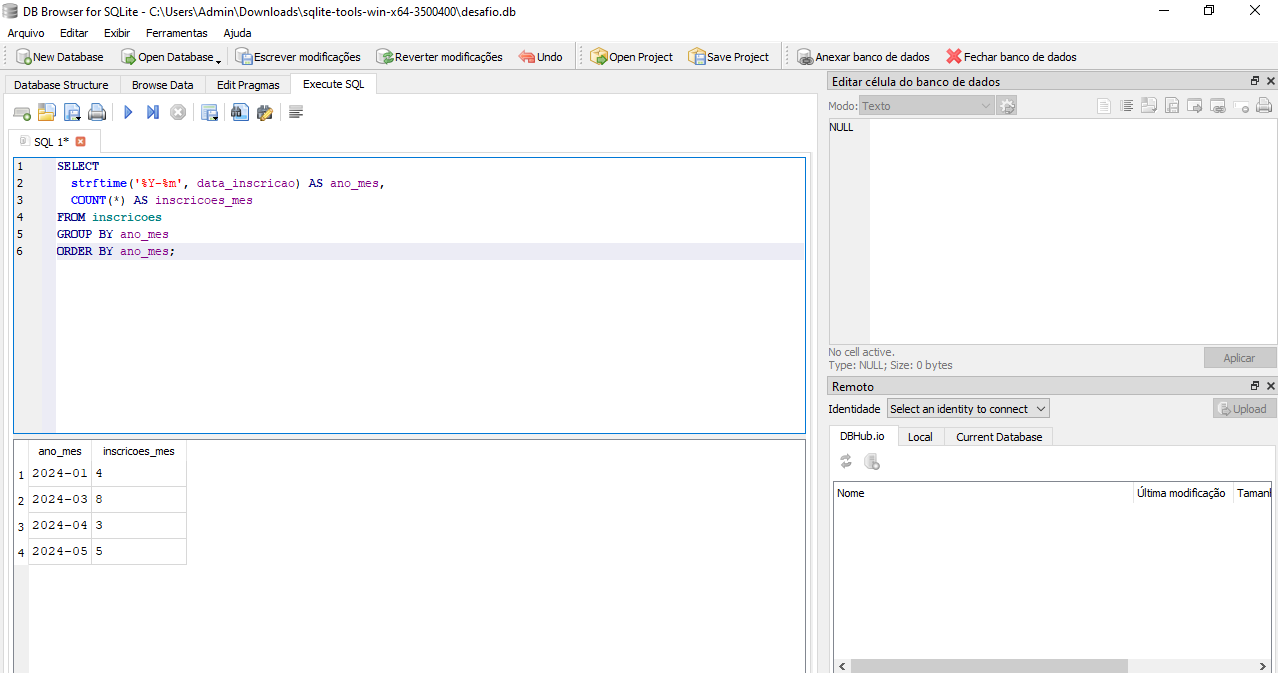 DB Browser for SQLite - C:\Users\Admin\Downloads\sqlite-tools-win-x64-3500400\desafio.db
Arquivo Editar Exibir Ferramentas Ajuda
New Database Open Database Escrever modificações Reverter modificações Undo Open Project Save Project Anexar banco de dados Fechar banco de dados
Database Structure Browse Data Edit Pragmas Execute SQL
SQL 1*
1 SELECT
2 strftime('%Y-%m', data_inscricao) AS ano_mes,
3 COUNT(*) AS inscricoes_mes
4 FROM inscricoes
5 GROUP BY ano_mes
6 ORDER BY ano_mes;
ano_mes inscricoes_mes
1 2024-01 4
2 2024-03 8
3 2024-04 3
4 2024-05 5
Editar célula do banco de dados
Modo: Texto
NULL
No cell active.
Type: NULL; Size: 0 bytes
Aplicar
Remoto
Identidade Select an identity to connect Upload
DBHub.io Local Current Database
Nome Última modificação Tamanl